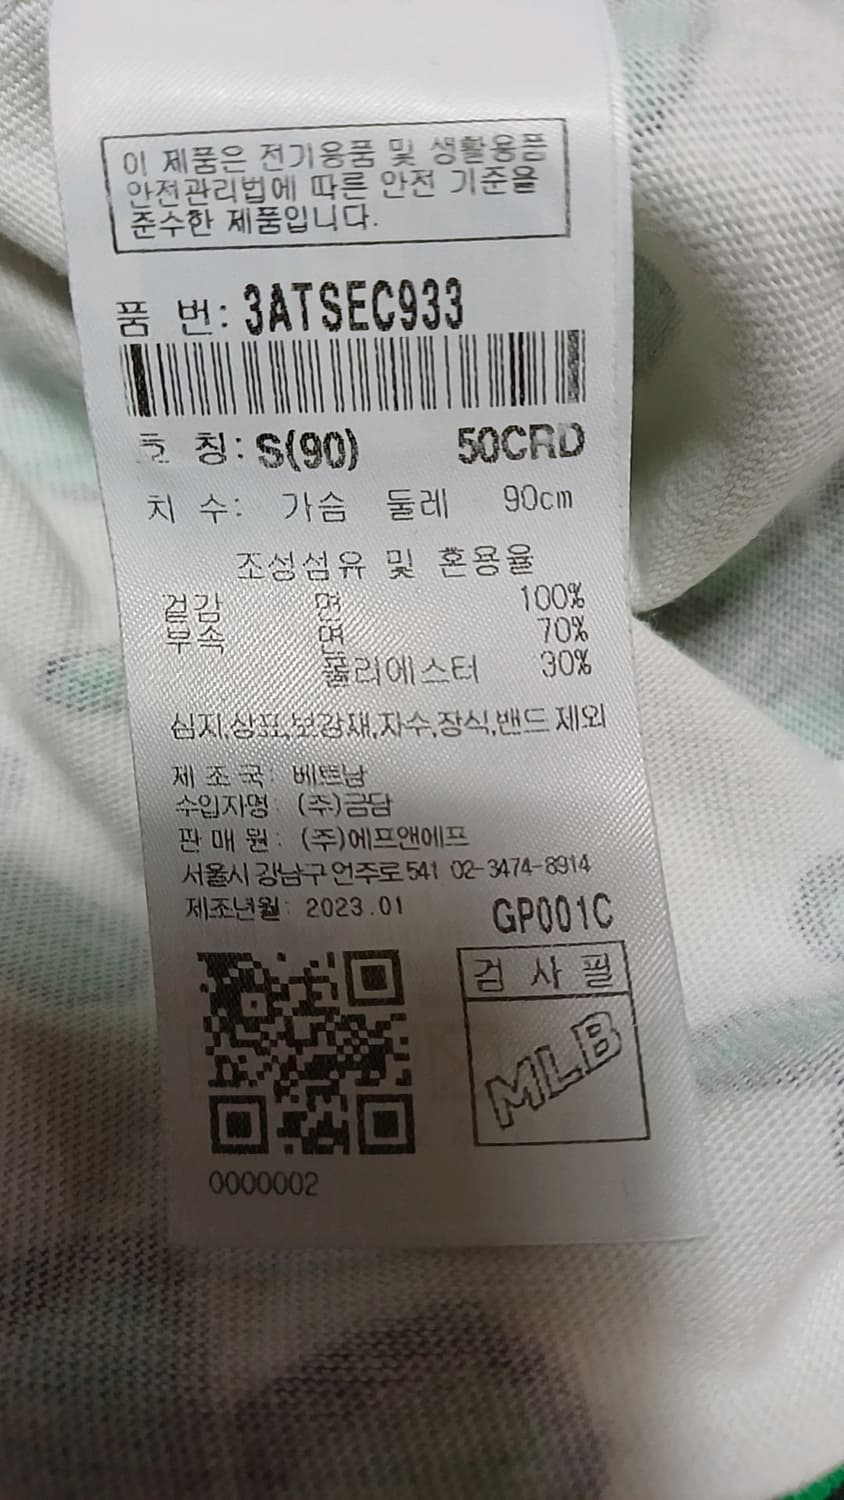 이 제품은 전기용품 및 생활용품
안전관리법에 따른 안전 기준을
준수한 제품입니다.
품 번: 3ATSEC933
호 칭: S(90) 50CRD
치 수: 가슴 둘레 90cm
조성섬유 및 혼용율
겉감 면 100%
부속 면 70%
폴리에스터 30%
심지,상표,보강재,자수,장식,밴드 제외
제 조 국: 베트남
수입자명: (주)금담
판 매 원: (주)에프앤에프
서울시 강남구 언주로 541 02-3474-8914
제조년월: 2023.01 GP001C
검 사 필
MLB
0000002